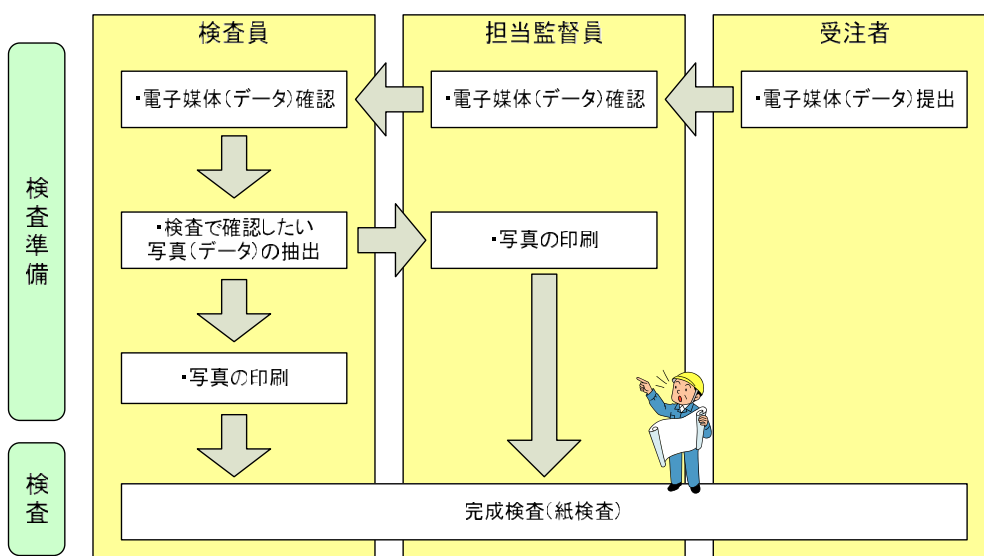 検査員
担当監督員
受注者
検査準備
・電子媒体(データ)確認
・電子媒体(データ)確認
・電子媒体(データ)提出
・検査で確認したい
写真(データ)の抽出
・写真の印刷
・写真の印刷
検査
完成検査(紙検査)